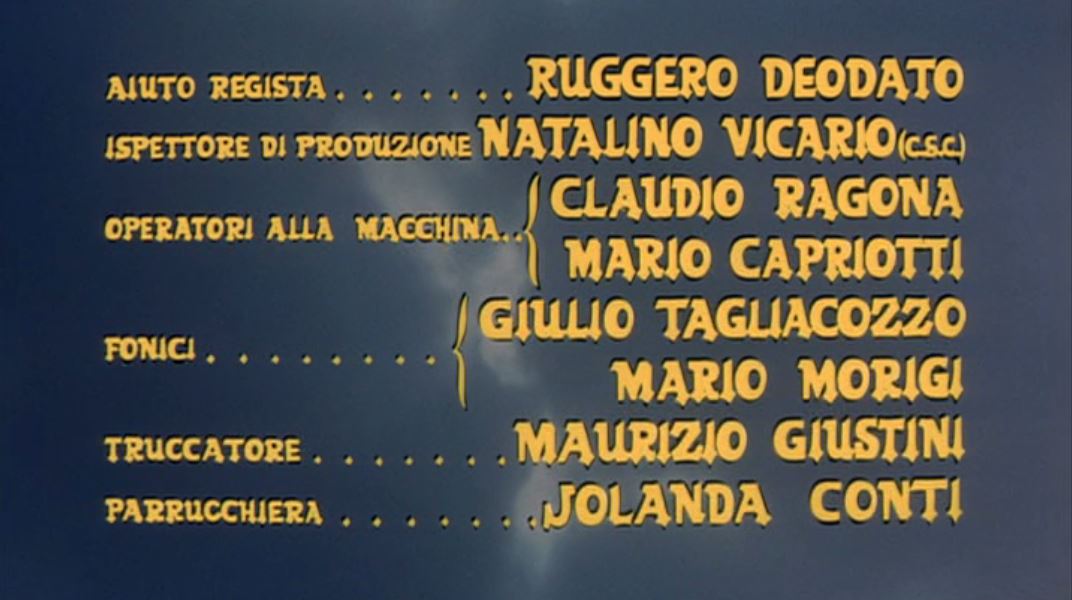 AIUTO REGISTA . . . . . . . RUGGERO DEODATO
ISPETTORE DI PRODUZIONE NATALINO VICARIO (C.S.C.)
OPERATORI ALLA MACCHINA . . { CLAUDIO RAGONA
MARIO CAPRIOTTI
FONICI . . . . . . . . { GIULIO TAGLIACOZZO
MARIO MORIGI
TRUCCATORE . . . . . . . MAURIZIO GIUSTINI
PARRUCCHIERA . . . . . . . JOLANDA CONTI